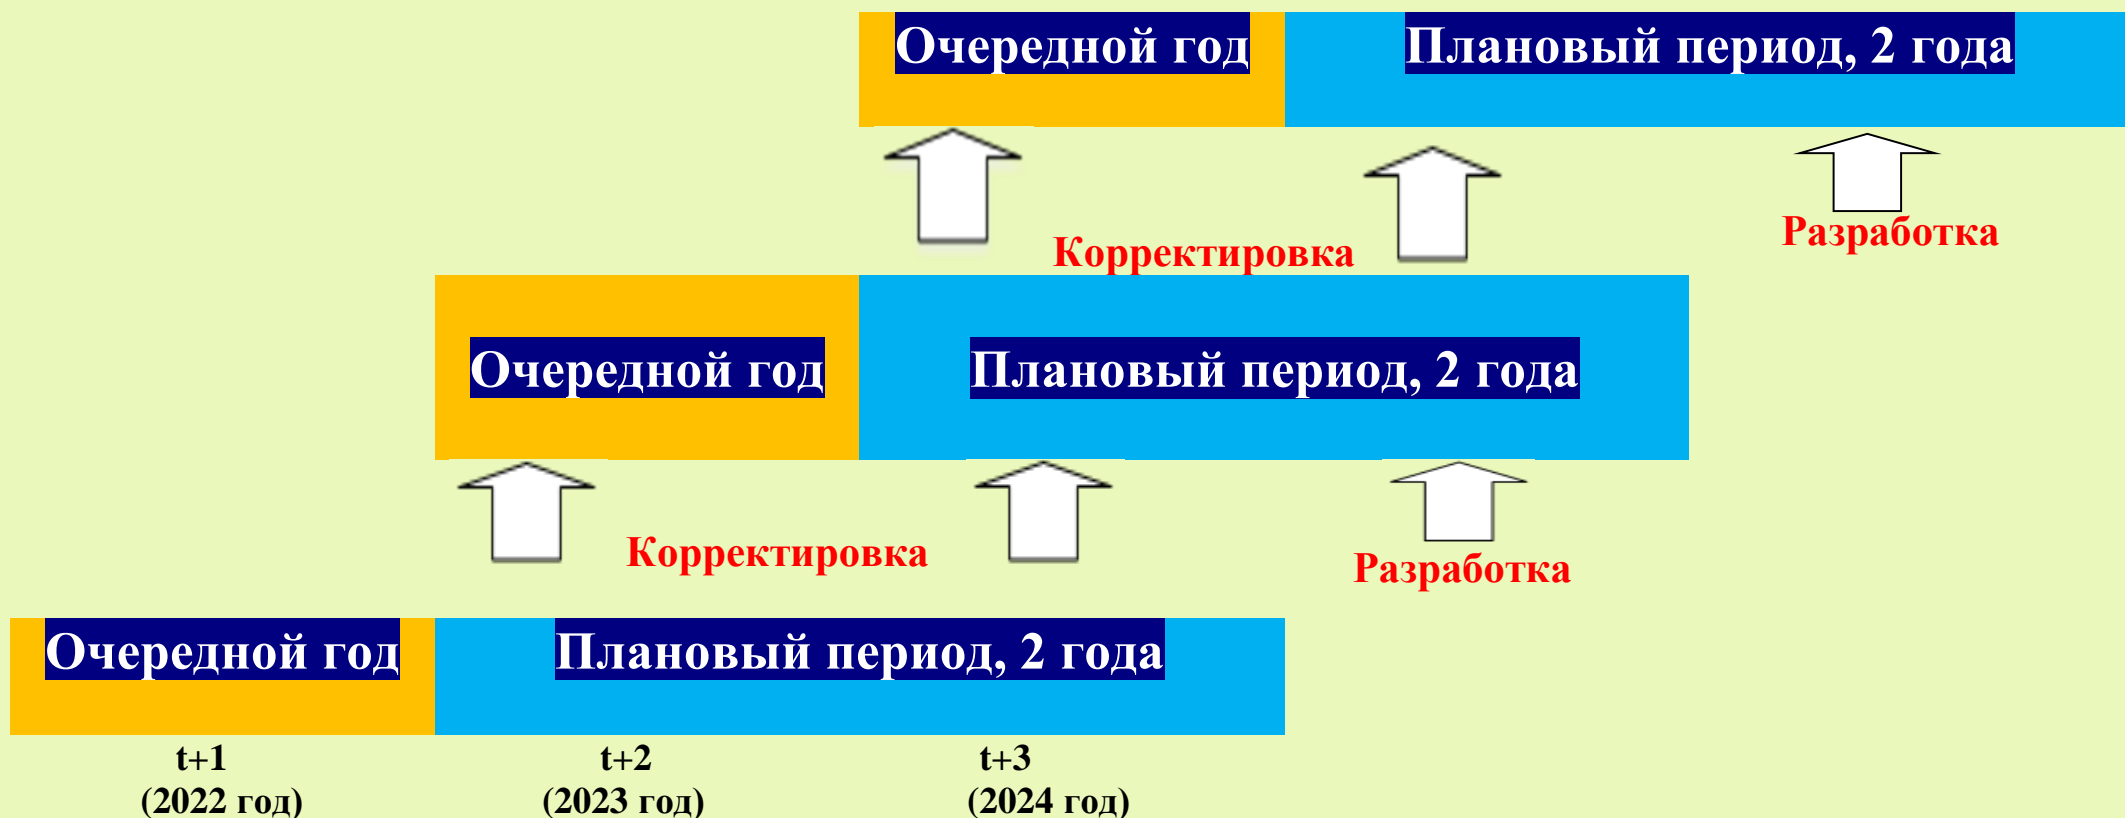 Очередной год
Плановый период, 2 года
Корректировка
Разработка
Очередной год
Плановый период, 2 года
Корректировка
Разработка
Очередной год
Плановый период, 2 года
t+1
(2022 год)
t+2
(2023 год)
t+3
(2024 год)